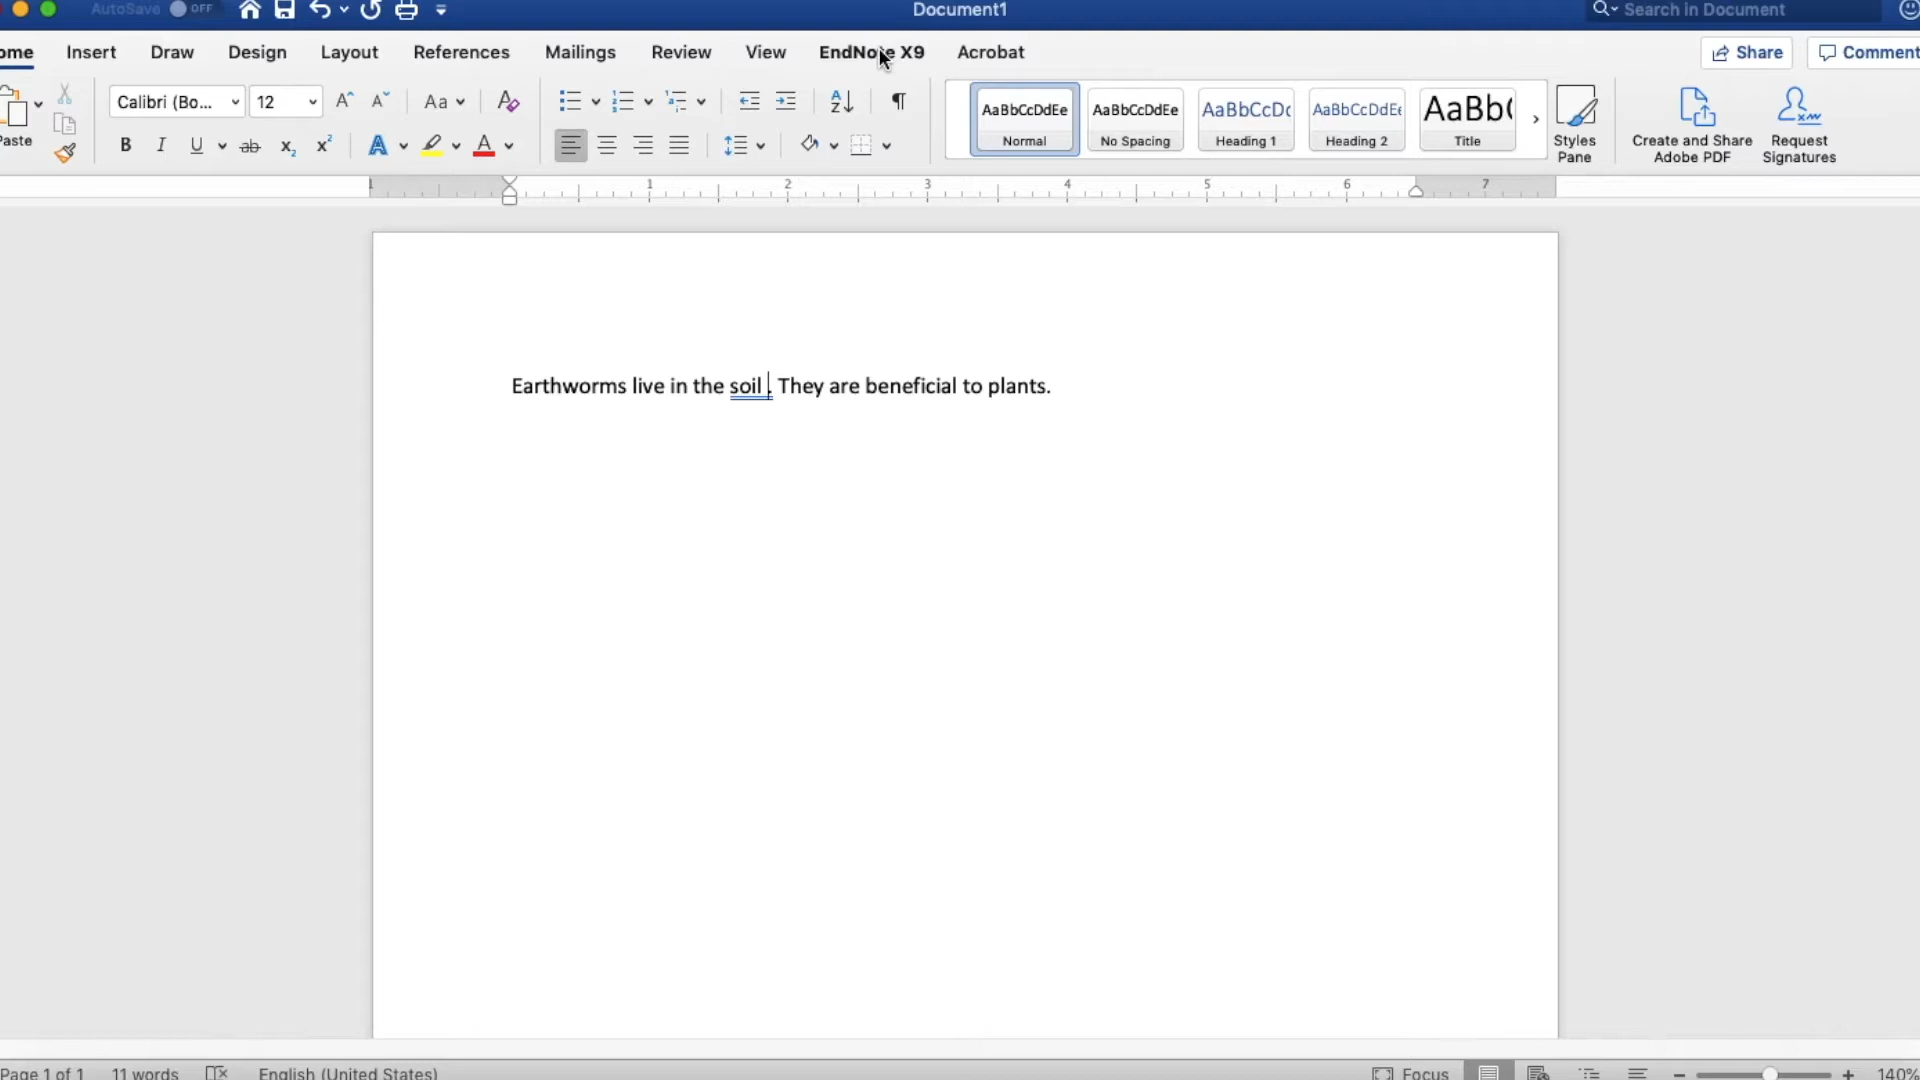 AutoSave OFF Document1 Search in Document
ome Insert Draw Design Layout References Mailings Review View EndNote X9 Acrobat Share Comment
Paste Calibri (Bo... 12 Aa AaBbCcDdEe AaBbCcDdEe AaBbCcDc AaBbCcDdEe AaBb(
Normal No Spacing Heading 1 Heading 2 Title
Styles Pane
Create and Share Adobe PDF
Request Signatures
1 1 2 3 4 5 6 7
Earthworms live in the soil . They are beneficial to plants.
Page 1 of 1 11 words English (United States) Focus 140%